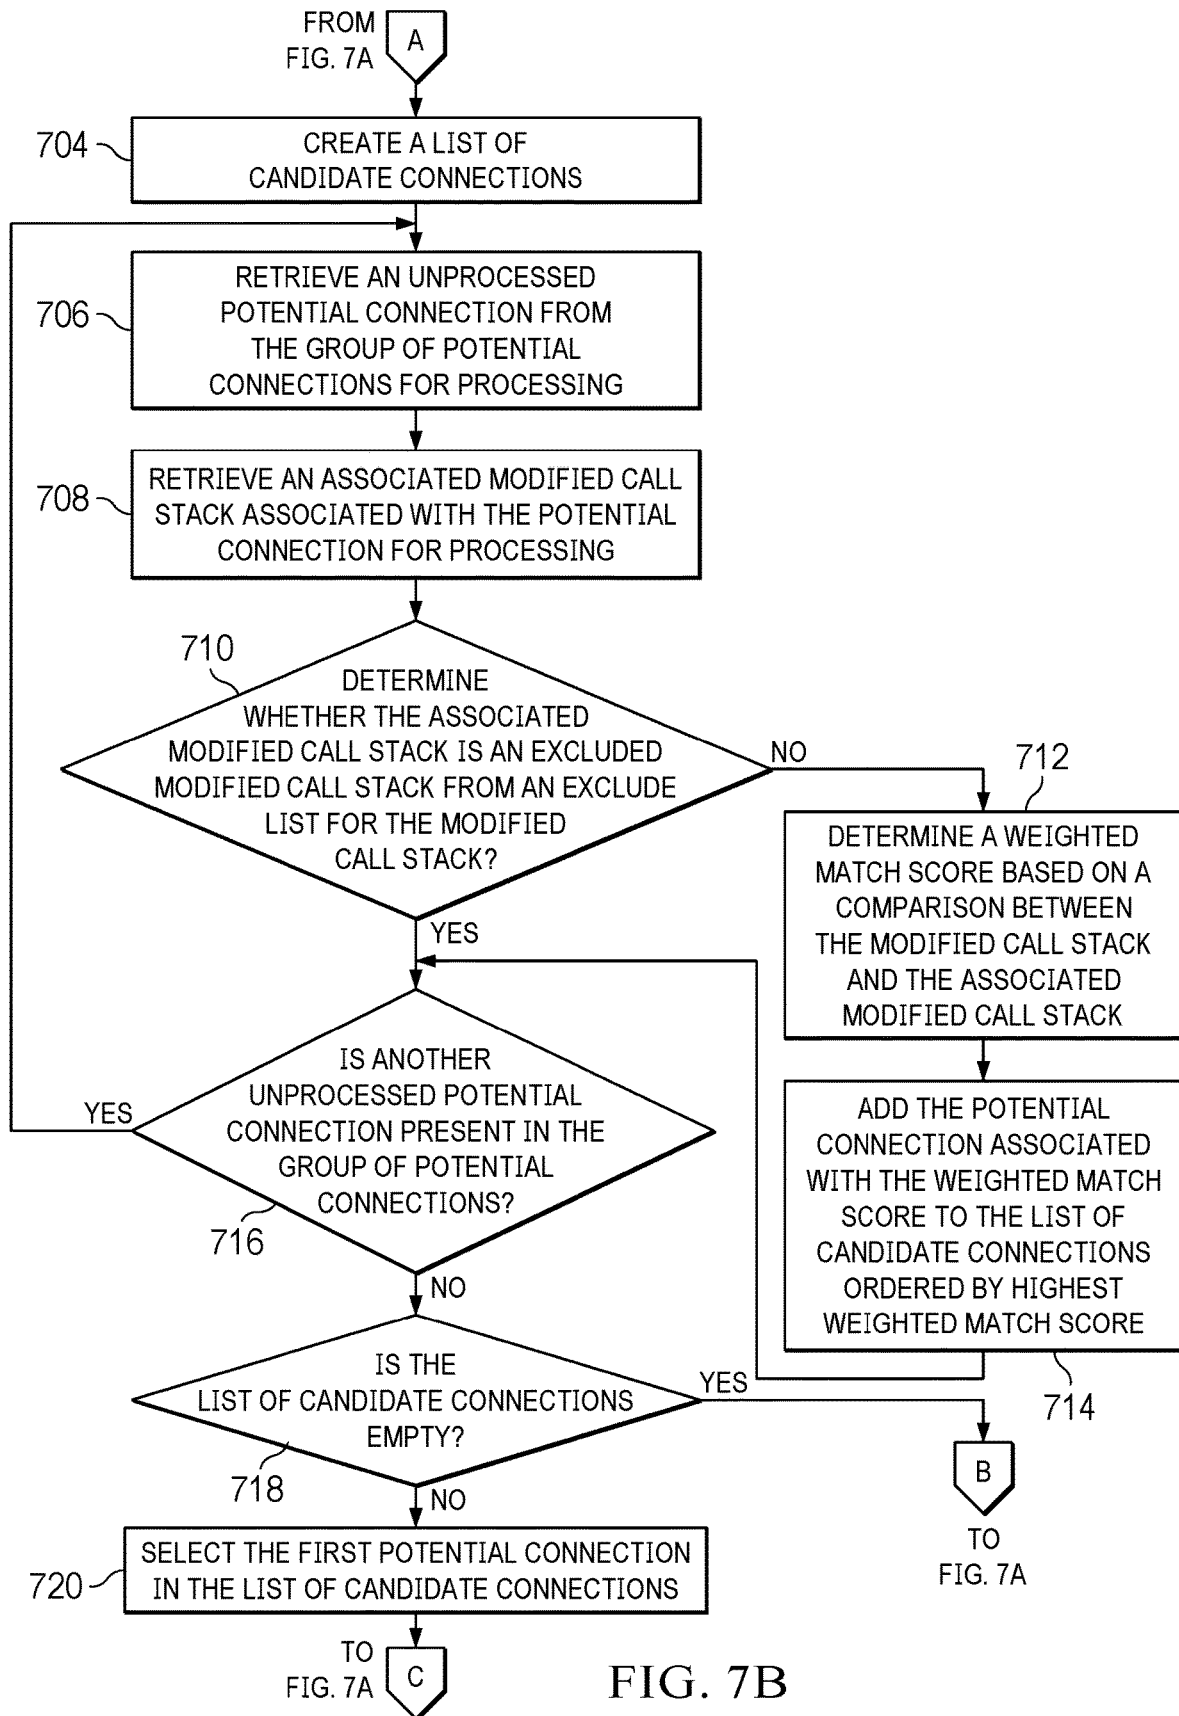 FROM
FIG. 7A
A
704
CREATE A LIST OF
CANDIDATE CONNECTIONS
706
RETRIEVE AN UNPROCESSED
POTENTIAL CONNECTION FROM
THE GROUP OF POTENTIAL
CONNECTIONS FOR PROCESSING
708
RETRIEVE AN ASSOCIATED MODIFIED CALL
STACK ASSOCIATED WITH THE POTENTIAL
CONNECTION FOR PROCESSING
710
DETERMINE
WHETHER THE ASSOCIATED
MODIFIED CALL STACK IS AN EXCLUDED
MODIFIED CALL STACK FROM AN EXCLUDE
LIST FOR THE MODIFIED
CALL STACK?
NO
YES
712
DETERMINE A WEIGHTED
MATCH SCORE BASED ON A
COMPARISON BETWEEN
THE MODIFIED CALL STACK
AND THE ASSOCIATED
MODIFIED CALL STACK
ADD THE POTENTIAL
CONNECTION ASSOCIATED
WITH THE WEIGHTED MATCH
SCORE TO THE LIST OF
CANDIDATE CONNECTIONS
ORDERED BY HIGHEST
WEIGHTED MATCH SCORE
714
IS ANOTHER
UNPROCESSED POTENTIAL
CONNECTION PRESENT IN THE
GROUP OF POTENTIAL
CONNECTIONS?
YES
716
NO
IS THE
LIST OF CANDIDATE CONNECTIONS
EMPTY?
YES
718
NO
B
TO
FIG. 7A
720
SELECT THE FIRST POTENTIAL CONNECTION
IN THE LIST OF CANDIDATE CONNECTIONS
TO
FIG. 7A
C
FIG. 7B